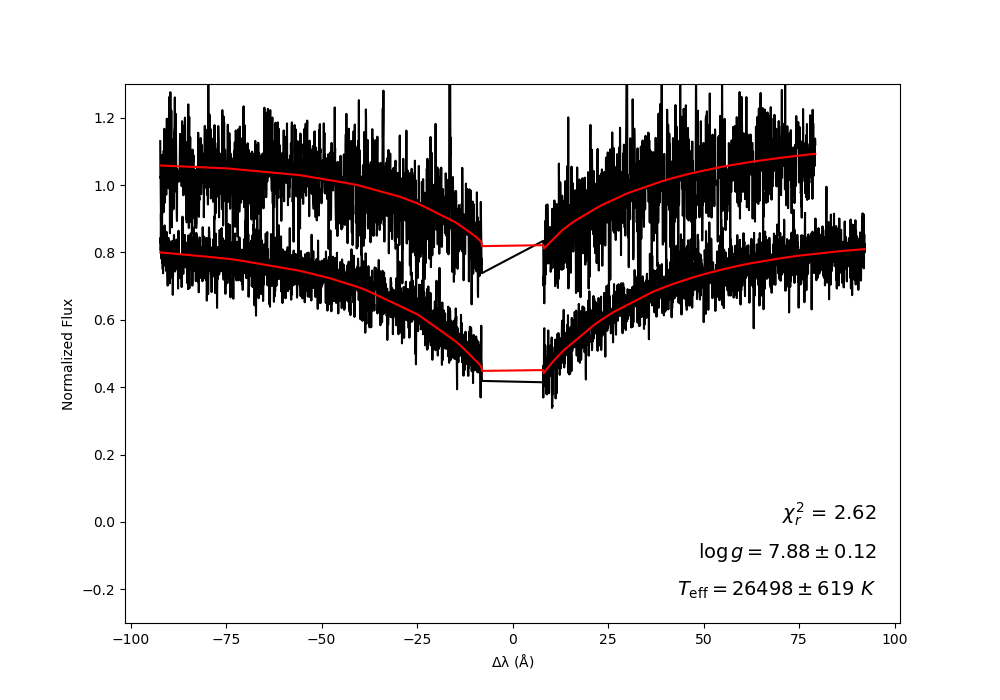 1.2
1.0
0.8
0.6
0.4
0.2
0.0
−0.2
Normalized Flux
χ²ᵣ = 2.62
log g = 7.88 ± 0.12
T_eff = 26498 ± 619 K
−100 −75 −50 −25 0 25 50 75 100
Δλ (Å)